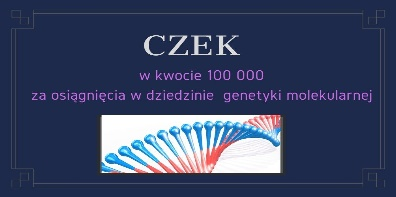 CZEK
w kwocie 100 000
za osiągnięcia w dziedzinie genetyki molekularnej